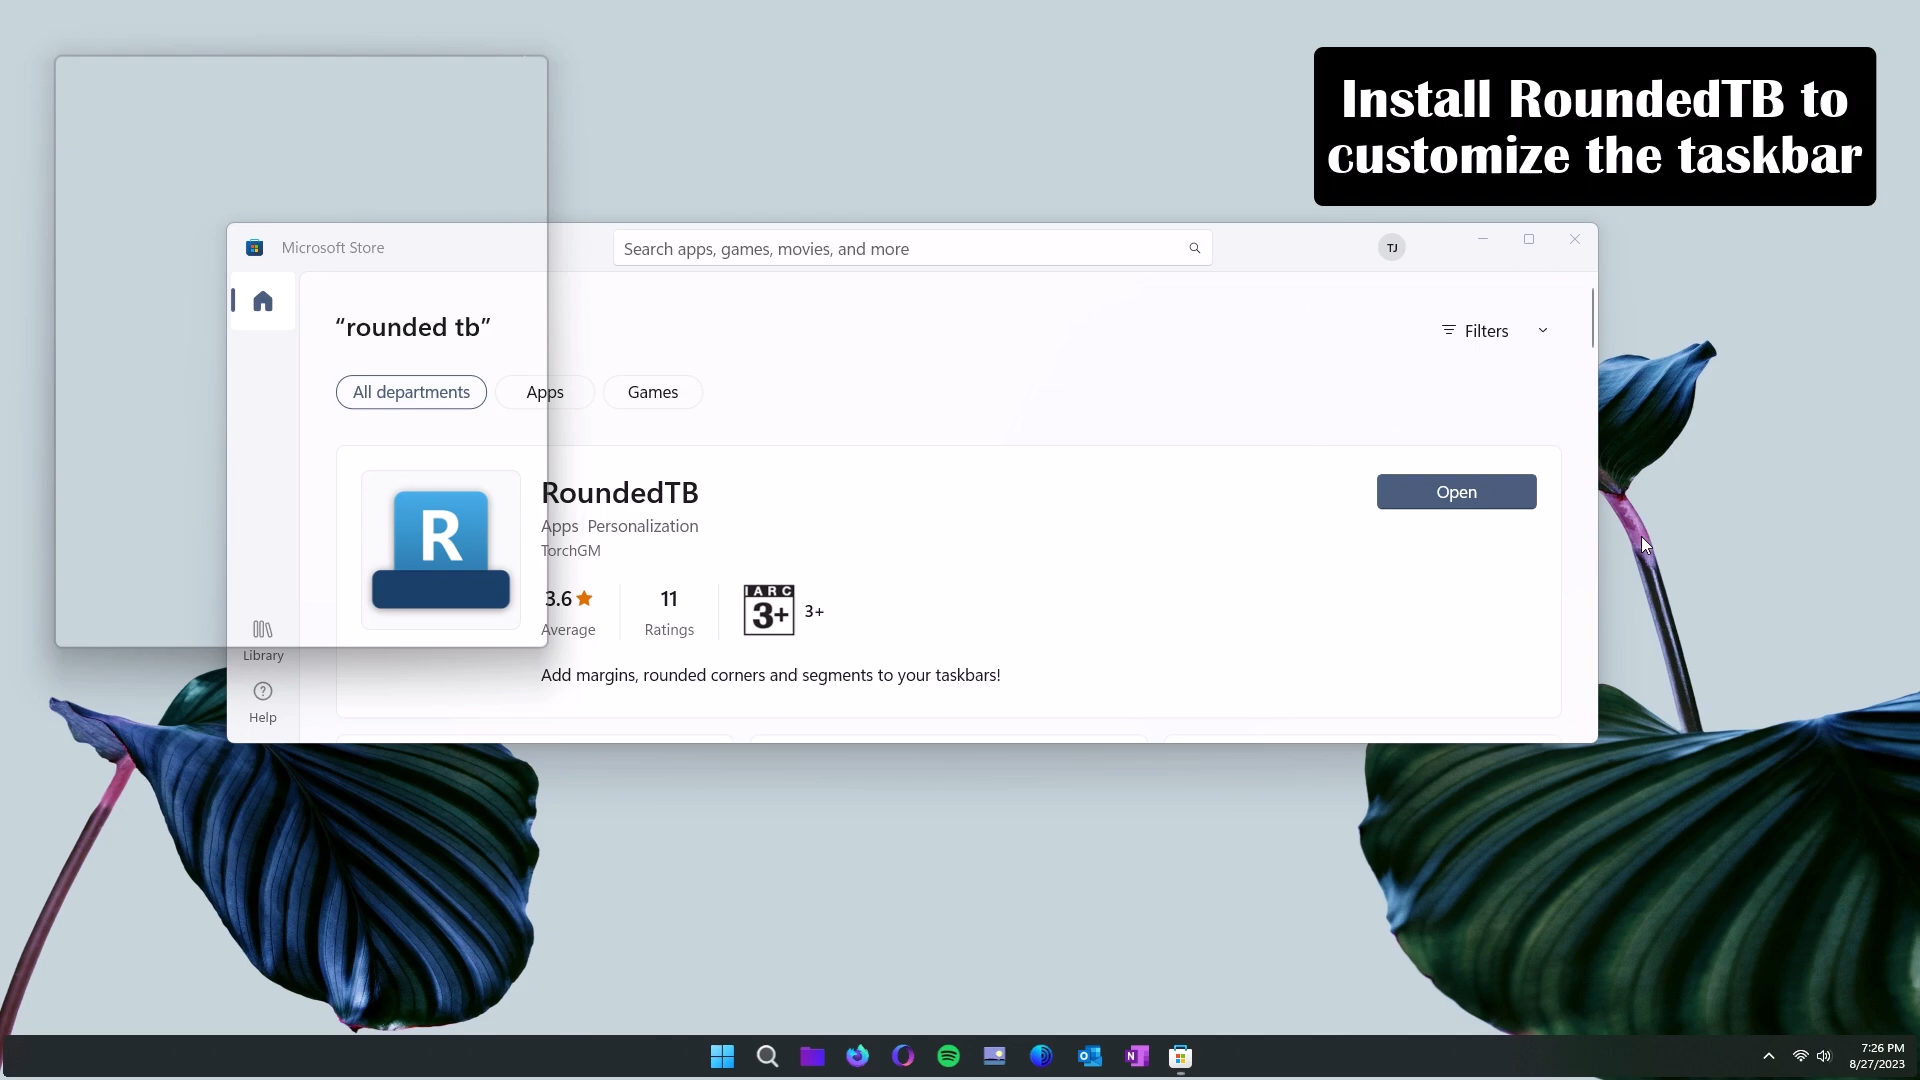 Install RoundedTB to
customize the taskbar
Microsoft Store
Search apps, games, movies, and more
TJ
“rounded tb”
Filters
All departments
Apps
Games
R
RoundedTB
Open
Apps Personalization
TorchGM
3.6
11
IARC
3+
3+
Average
Ratings
Add margins, rounded corners and segments to your taskbars!
Library
Help
7:26 PM
8/27/2023